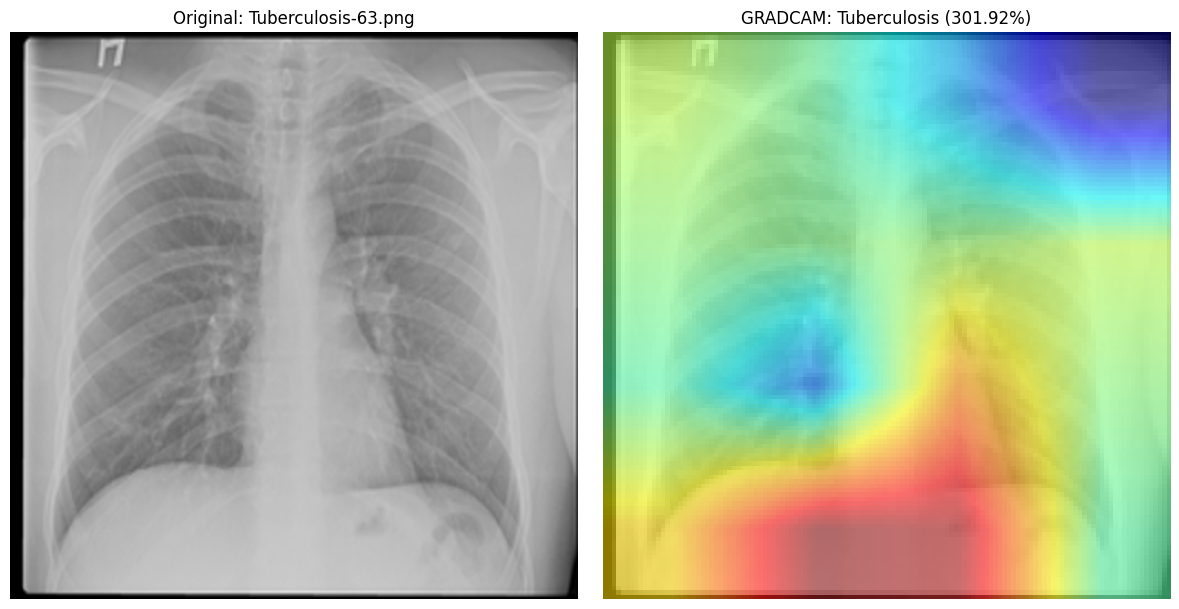 Original: Tuberculosis-63.png
GRADCAM: Tuberculosis (301.92%)
П
П